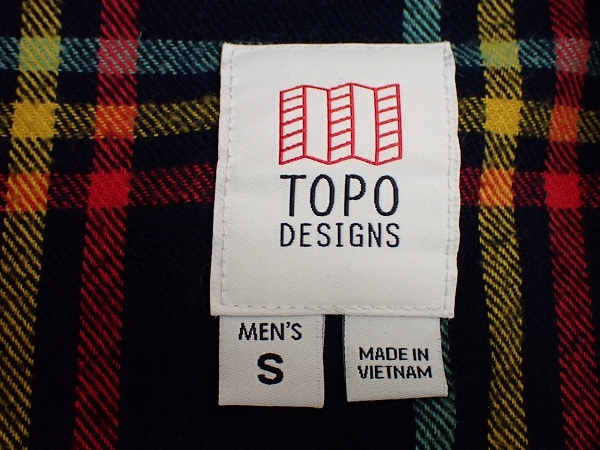 TOPO
DESIGNS
MEN'S
S
MADE IN
VIETNAM